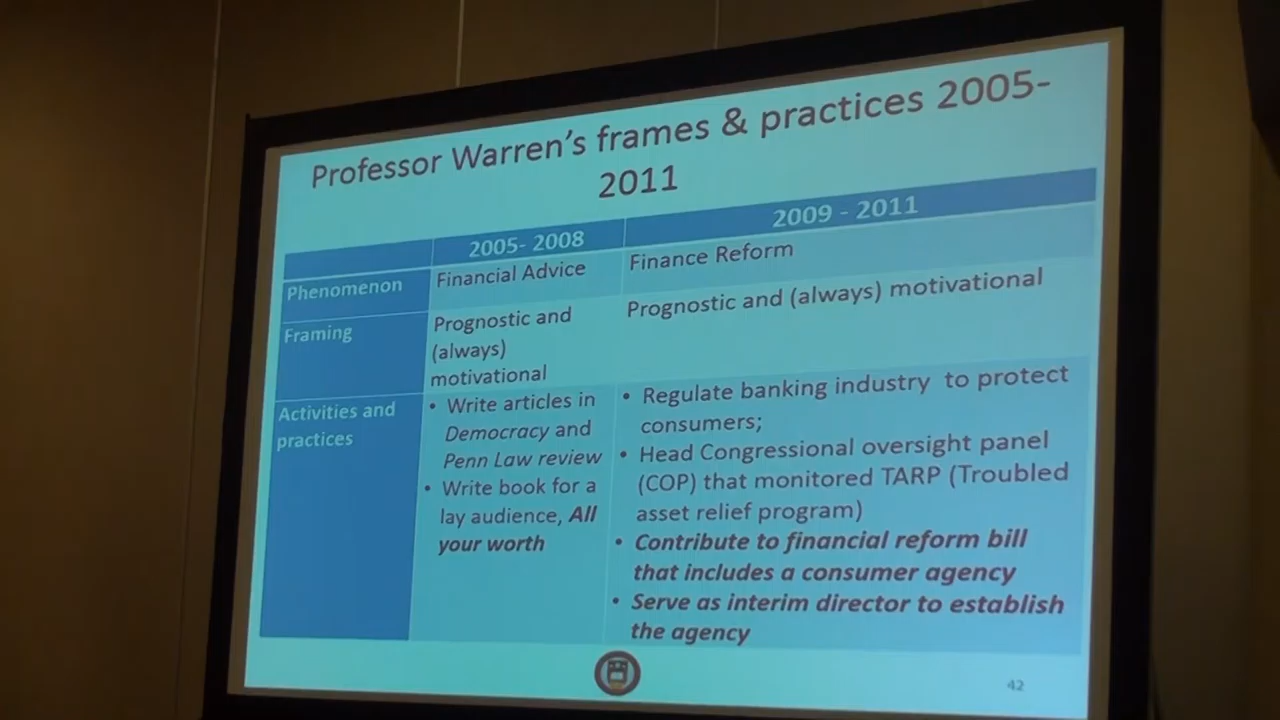 Professor Warren's frames & practices 2005-
2011
2005- 2008
2009 - 2011
Phenomenon
Financial Advice
Finance Reform
Framing
Prognostic and
(always)
motivational
Prognostic and (always) motivational
Activities and
practices
• Write articles in
Democracy and
Penn Law review
• Write book for a
lay audience, All
your worth
• Regulate banking industry to protect
consumers;
• Head Congressional oversight panel
(COP) that monitored TARP (Troubled
asset relief program)
• Contribute to financial reform bill
that includes a consumer agency
• Serve as interim director to establish
the agency
42